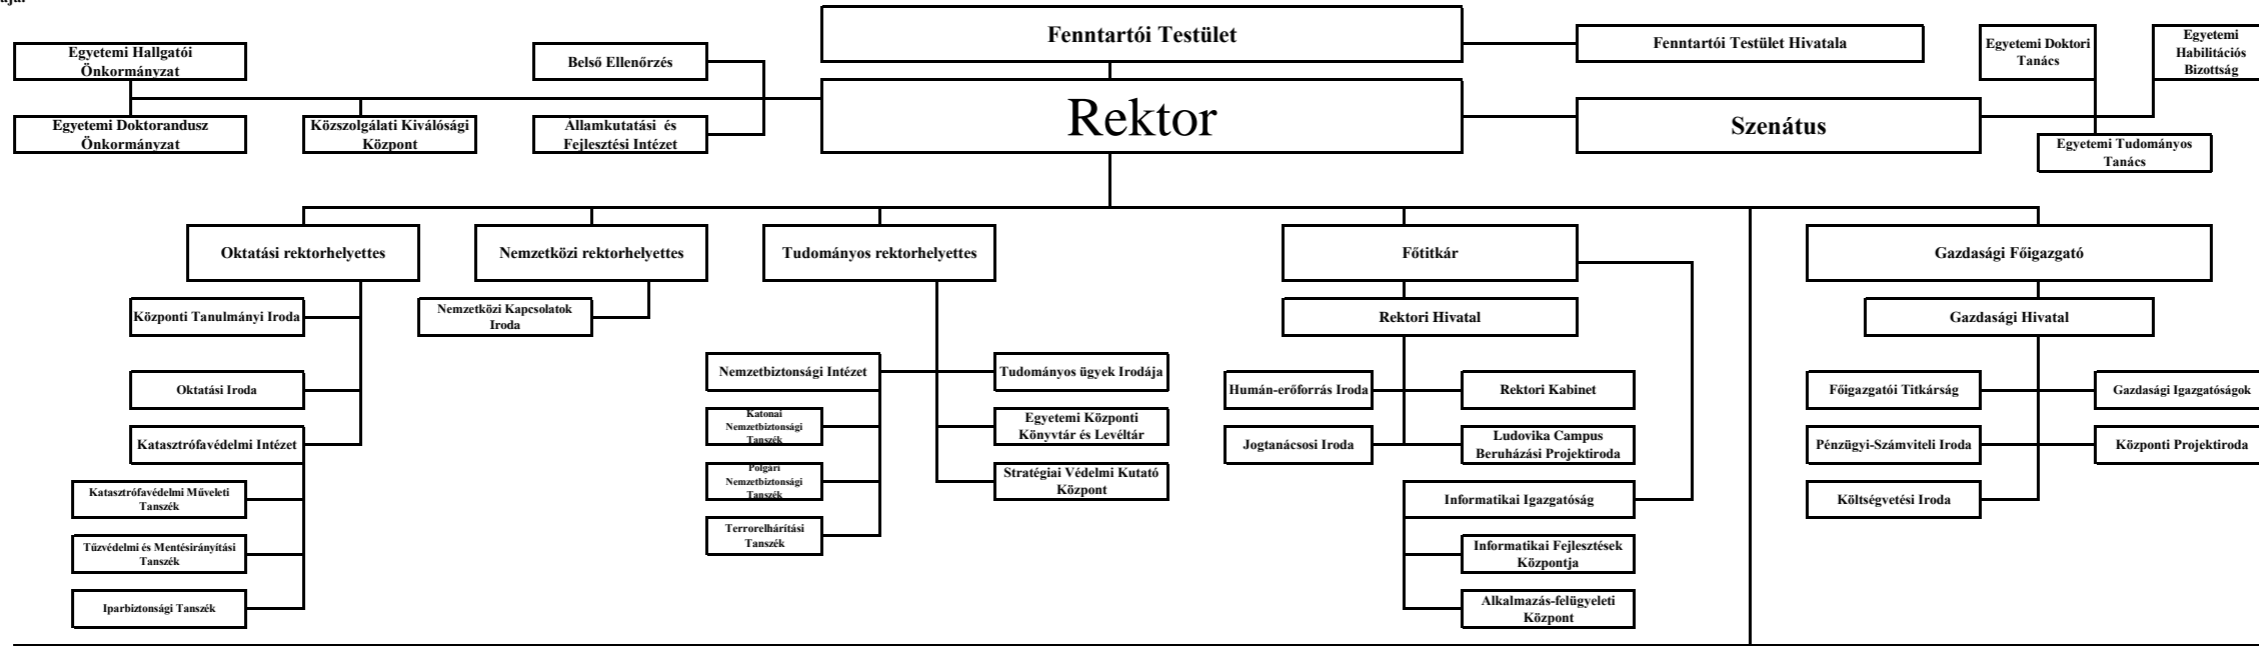 Fenntartói Testület
Fenntartói Testület Hivatala
Egyetemi Hallgatói
Önkormányzat
Belső Ellenőrzés
Egyetemi Doktori
Tanács
Egyetemi
Habilitációs
Bizottság
Rektor
Szenátus
Egyetemi Doktorandusz
Önkormányzat
Közszolgálati Kiválósági
Központ
Államkutatási és
Fejlesztési Intézet
Egyetemi Tudományos
Tanács
Oktatási rektorhelyettes
Nemzetközi rektorhelyettes
Tudományos rektorhelyettes
Főtitkár
Gazdasági Főigazgató
Központi Tanulmányi Iroda
Nemzetközi Kapcsolatok
Iroda
Rektori Hivatal
Gazdasági Hivatal
Oktatási Iroda
Katasztrófavédelmi Intézet
Katasztrófavédelmi Műveleti
Tanszék
Tűzvédelmi és Mentésirányítási
Tanszék
Iparbiztonsági Tanszék
Nemzetbiztonsági Intézet
Katonai
Nemzetbiztonsági
Tanszék
Polgári
Nemzetbiztonsági
Tanszék
Terrorelhárítási
Tanszék
Tudományos ügyek Irodája
Egyetemi Központi
Könyvtár és Levéltár
Stratégiai Védelmi Kutató
Központ
Humán-erőforrás Iroda
Rektori Kabinet
Jogtanácsosi Iroda
Ludovika Campus
Beruházási Projektiroda
Informatikai Igazgatóság
Informatikai Fejlesztések
Központja
Alkalmazás-felügyeleti
Központ
Főigazgatói Titkárság
Gazdasági Igazgatóságok
Pénzügyi-Számviteli Iroda
Központi Projektiroda
Költségvetési Iroda